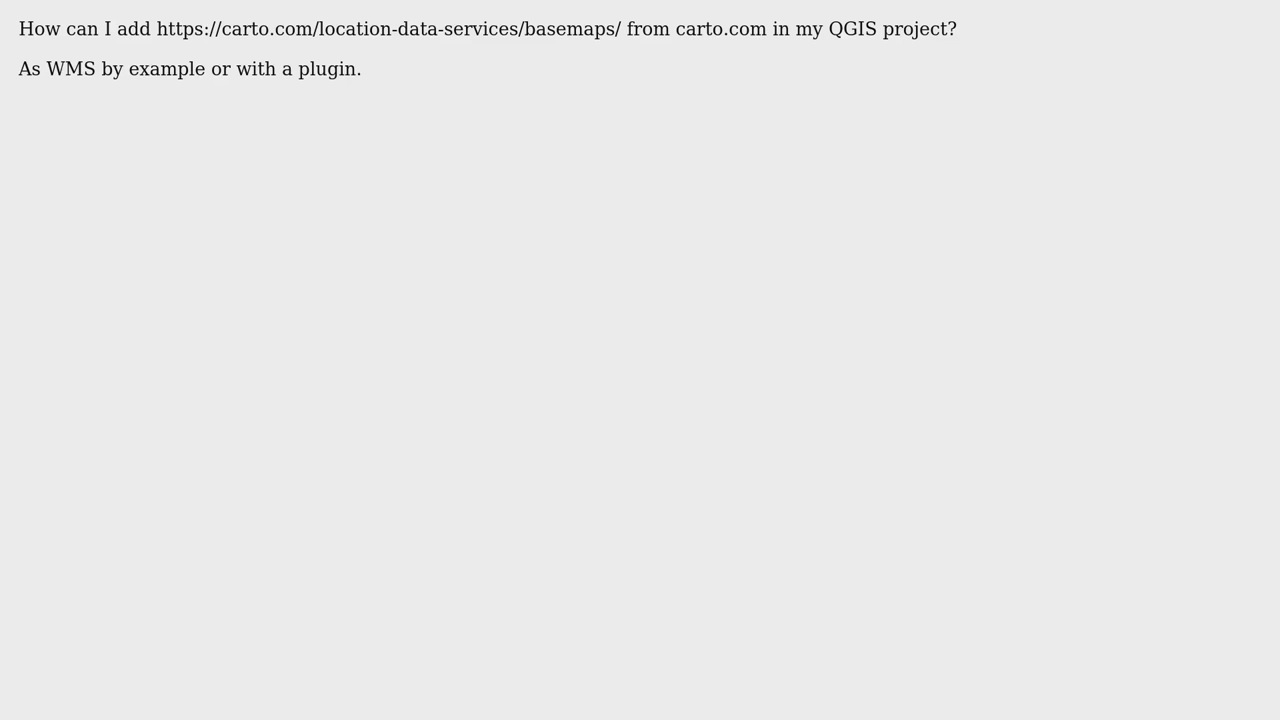 How can I add https://carto.com/location-data-services/basemaps/ from carto.com in my QGIS project?
As WMS by example or with a plugin.